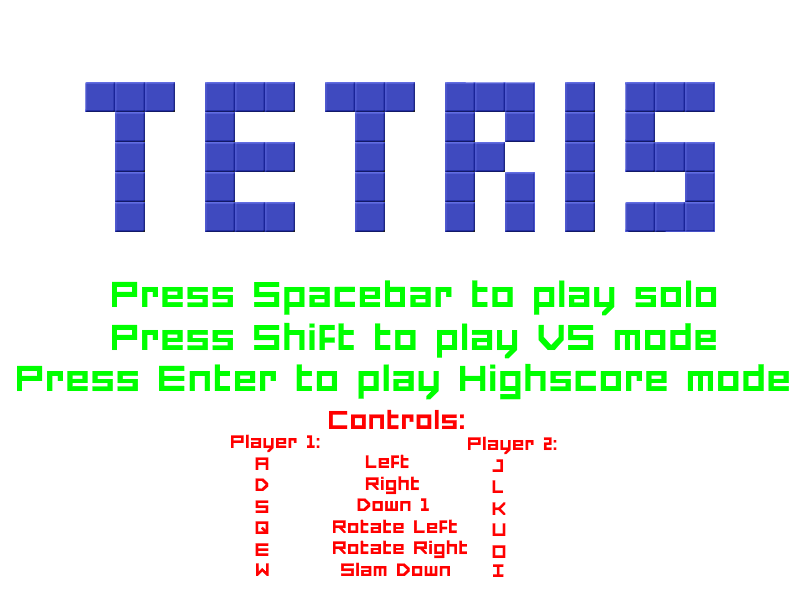 TETRIS
Press Spacebar to play solo
Press Shift to play VS mode
Press Enter to play Highscore mode
Controls:
Player 1: Player 2:
A Left J
D Right L
S Down 1 K
Q Rotate Left U
E Rotate Right O
W Slam Down I